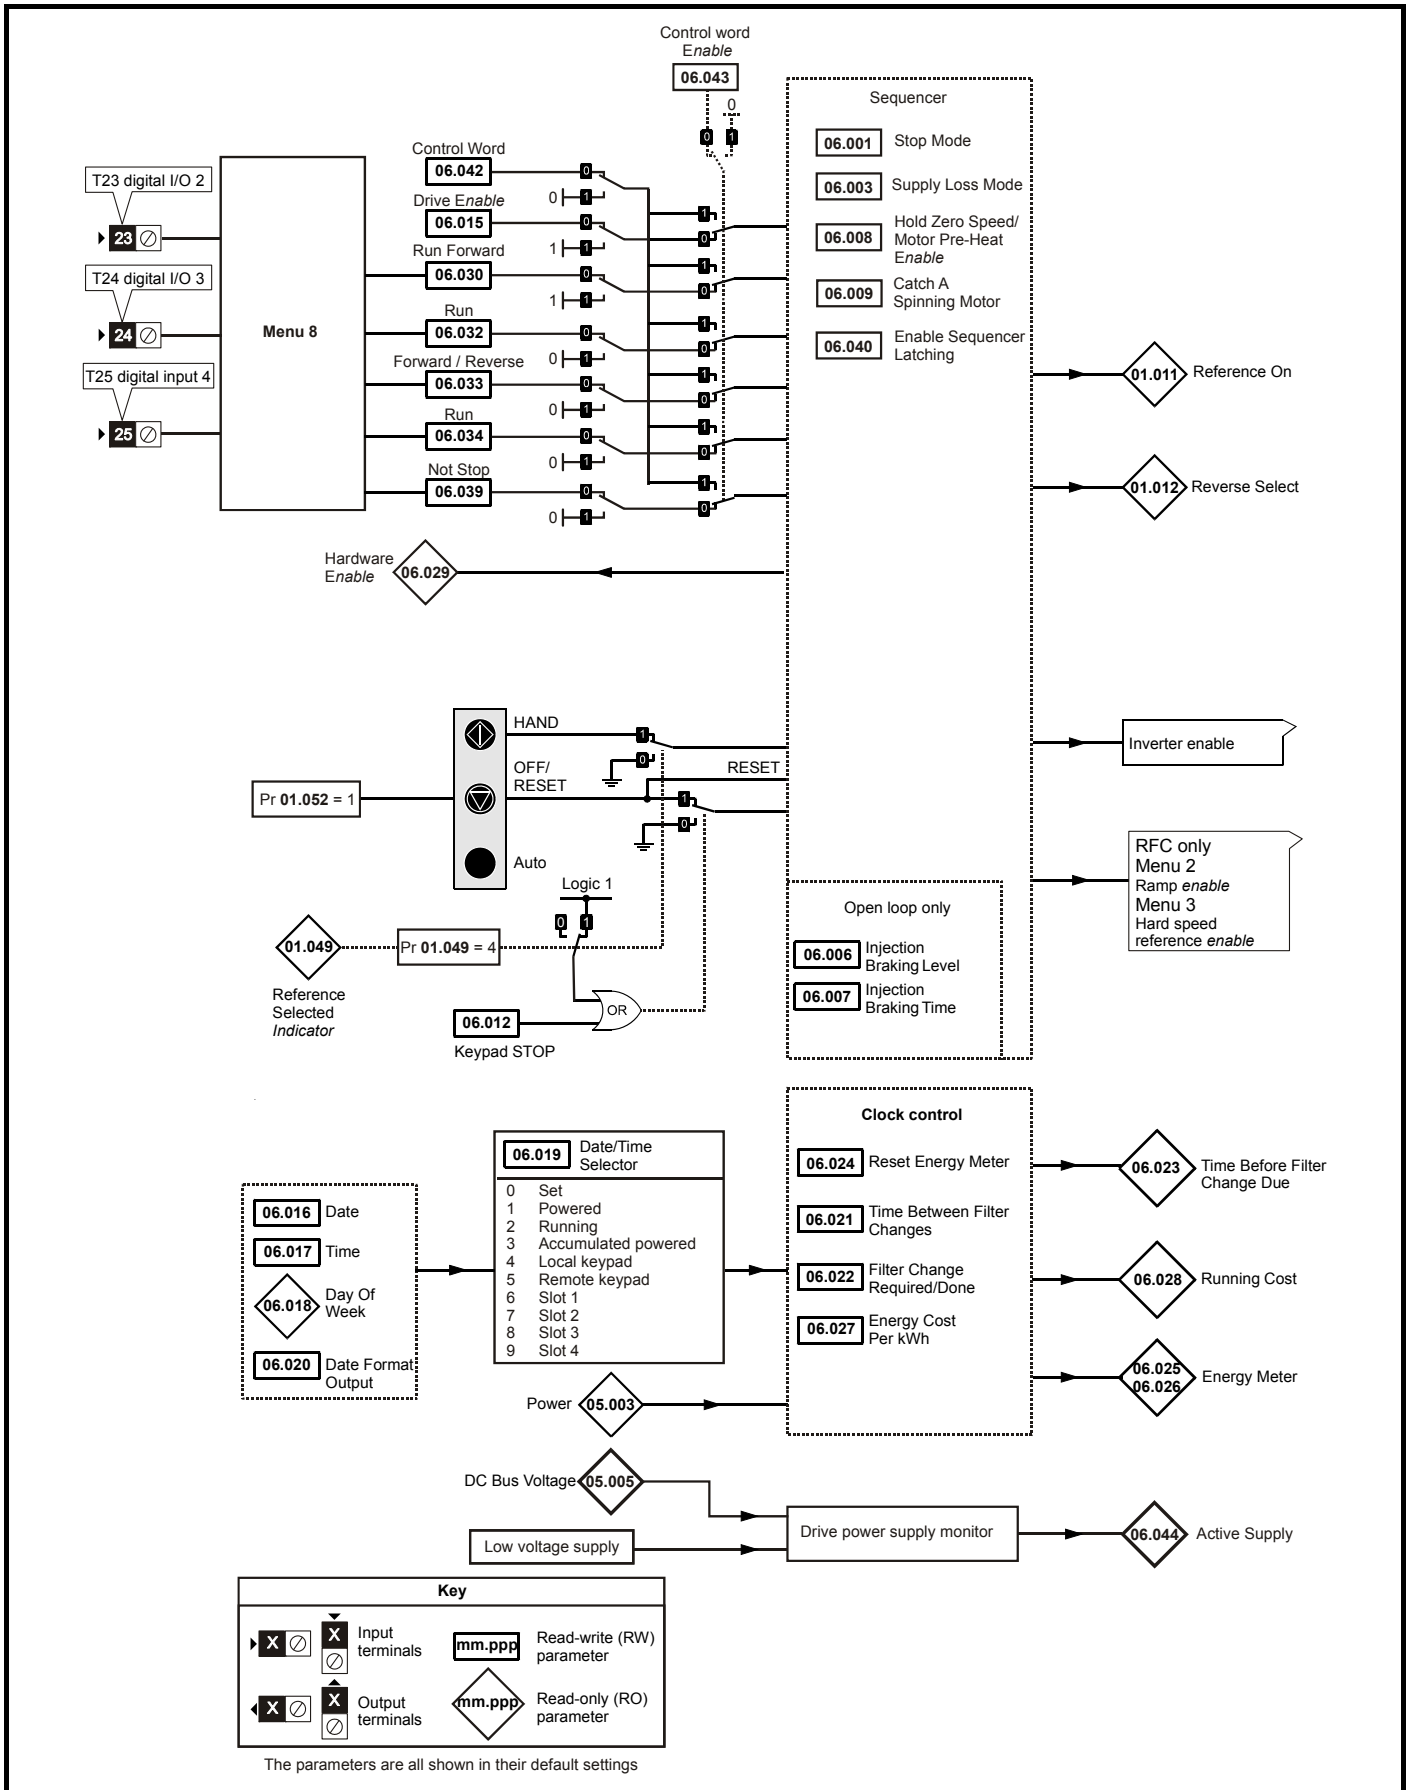 Control word
Enable
06.043
0
0
1
Sequencer
06.001
Stop Mode
06.003
Supply Loss Mode
06.008
Hold Zero Speed/
Motor Pre-Heat
Enable
06.009
Catch A
Spinning Motor
06.040
Enable Sequencer
Latching
T23 digital I/O 2
23
T24 digital I/O 3
24
T25 digital input 4
25
Menu 8
Control Word
06.042
0
0
1
Drive Enable
06.015
0
1
1
Run Forward
06.030
0
1
1
Run
06.032
0
0
1
Forward / Reverse
06.033
0
0
1
Run
06.034
0
0
1
Not Stop
06.039
0
0
1
1
0
1
0
1
0
1
0
1
0
1
0
01.011
Reference On
01.012
Reverse Select
Hardware
Enable
06.029
HAND
1
0
OFF/
RESET
RESET
1
0
Auto
Pr 01.052 = 1
Inverter enable
RFC only
Menu 2
Ramp enable
Menu 3
Hard speed
reference enable
Logic 1
0
1
01.049
Pr 01.049 = 4
Reference
Selected
Indicator
06.012
Keypad STOP
OR
Open loop only
06.006
Injection
Braking Level
06.007
Injection
Braking Time
06.016
Date
06.017
Time
06.018
Day Of
Week
06.020
Date Format
Output
06.019
Date/Time
Selector
0 Set
1 Powered
2 Running
3 Accumulated powered
4 Local keypad
5 Remote keypad
6 Slot 1
7 Slot 2
8 Slot 3
9 Slot 4
Clock control
06.024
Reset Energy Meter
06.021
Time Between Filter
Changes
06.022
Filter Change
Required/Done
06.027
Energy Cost
Per kWh
06.023
Time Before Filter
Change Due
06.028
Running Cost
06.025
06.026
Energy Meter
Power
05.003
DC Bus Voltage
05.005
Low voltage supply
Drive power supply monitor
06.044
Active Supply
Key
X
X
Input
terminals
mm.ppp
Read-write (RW)
parameter
X
X
Output
terminals
mm.ppp
Read-only (RO)
parameter
The parameters are all shown in their default settings